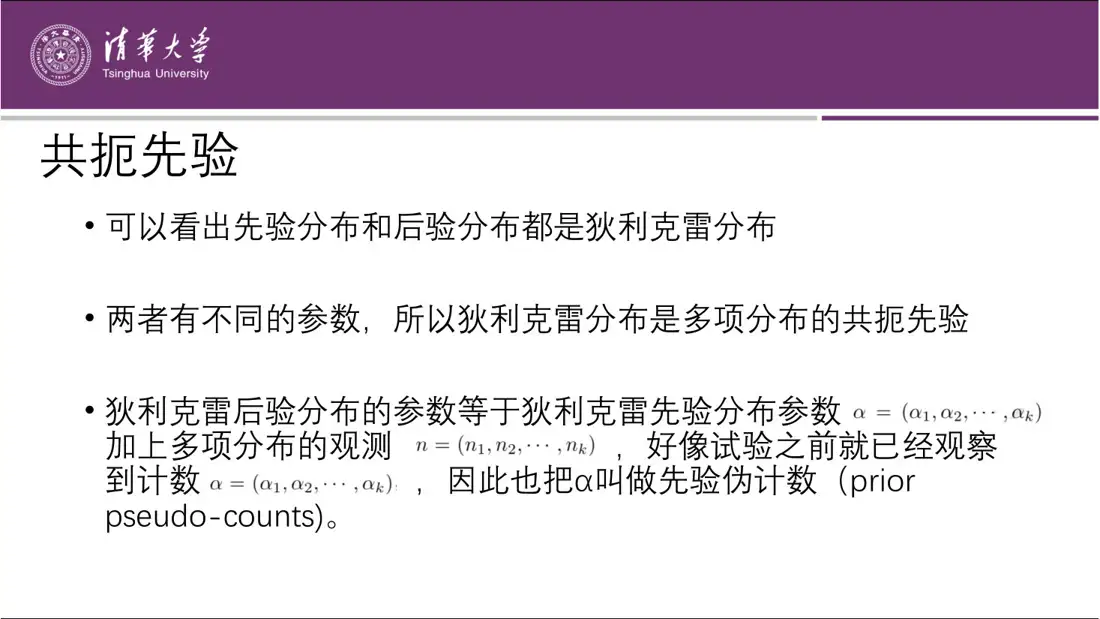 清华大学
Tsinghua University
共扼先验
• 可以看出先验分布和后验分布都是狄利克雷分布
• 两者有不同的参数，所以狄利克雷分布是多项分布的共扼先验
• 狄利克雷后验分布的参数等于狄利克雷先验分布参数 α = (α₁, α₂, ⋯ , αₖ)
加上多项分布的观测 n = (n₁, n₂, ⋯ , nₖ) ，好像试验之前就已经观察
到计数 α = (α₁, α₂, ⋯ , αₖ) ，因此也把α叫做先验伪计数（prior
pseudo-counts)。